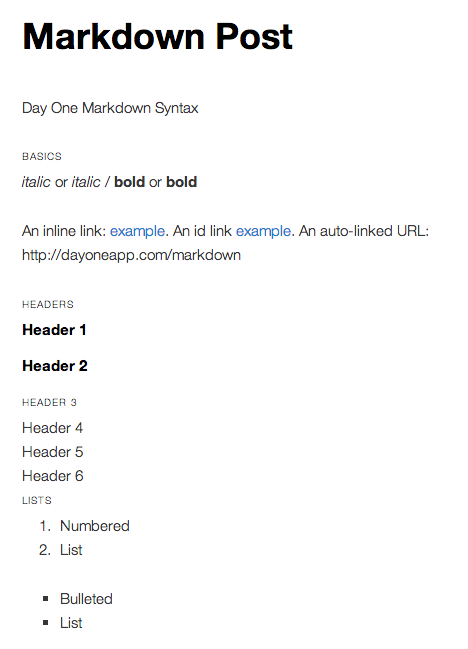 Markdown Post
Day One Markdown Syntax
BASICS
italic or italic / bold or bold
An inline link: example. An id link example. An auto-linked URL:
http://dayoneapp.com/markdown
HEADERS
Header 1
Header 2
HEADER 3
Header 4
Header 5
Header 6
LISTS
1. Numbered
2. List
▪ Bulleted
▪ List